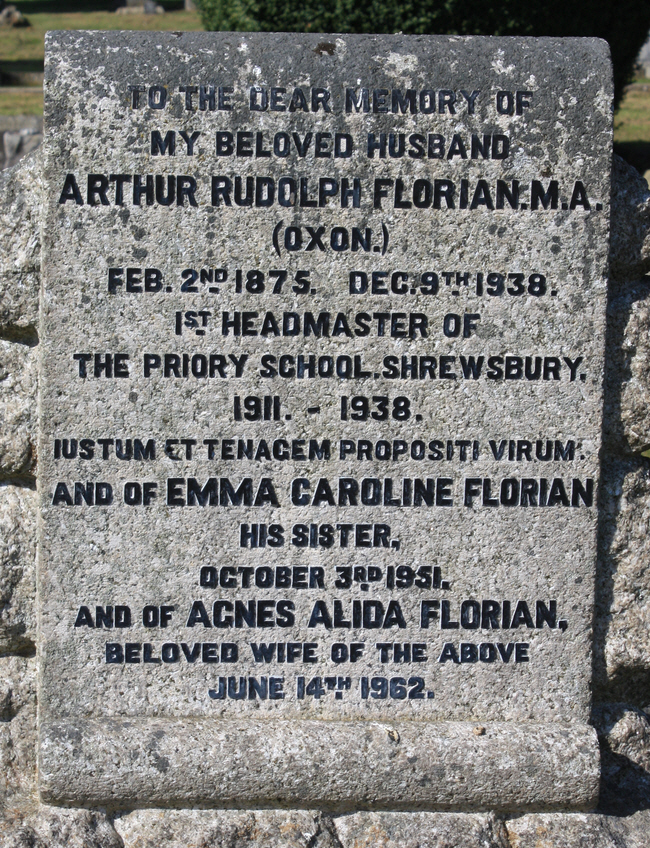 TO THE DEAR MEMORY OF
MY BELOVED HUSBAND
ARTHUR RUDOLPH FLORIAN.M.A.
(OXON.)
FEB. 2ND 1875. DEC. 9TH 1938.
1ST HEADMASTER OF
THE PRIORY SCHOOL. SHREWSBURY.
1911. - 1938.
IUSTUM ET TENACEM PROPOSITI VIRUM.
AND OF EMMA CAROLINE FLORIAN
HIS SISTER,
OCTOBER 3RD 1951.
AND OF AGNES ALIDA FLORIAN,
BELOVED WIFE OF THE ABOVE
JUNE 14TH 1962.